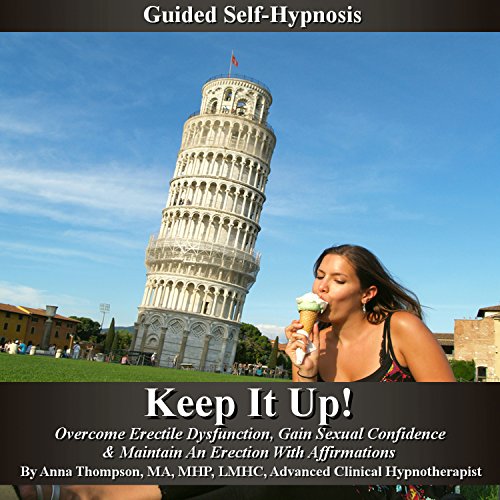 Guided Self-Hypnosis
Keep It Up!
Overcome Erectile Dysfunction, Gain Sexual Confidence
& Maintain An Erection With Affirmations
By Anna Thompson, MA, MHP, LMHC, Advanced Clinical Hypnotherapist